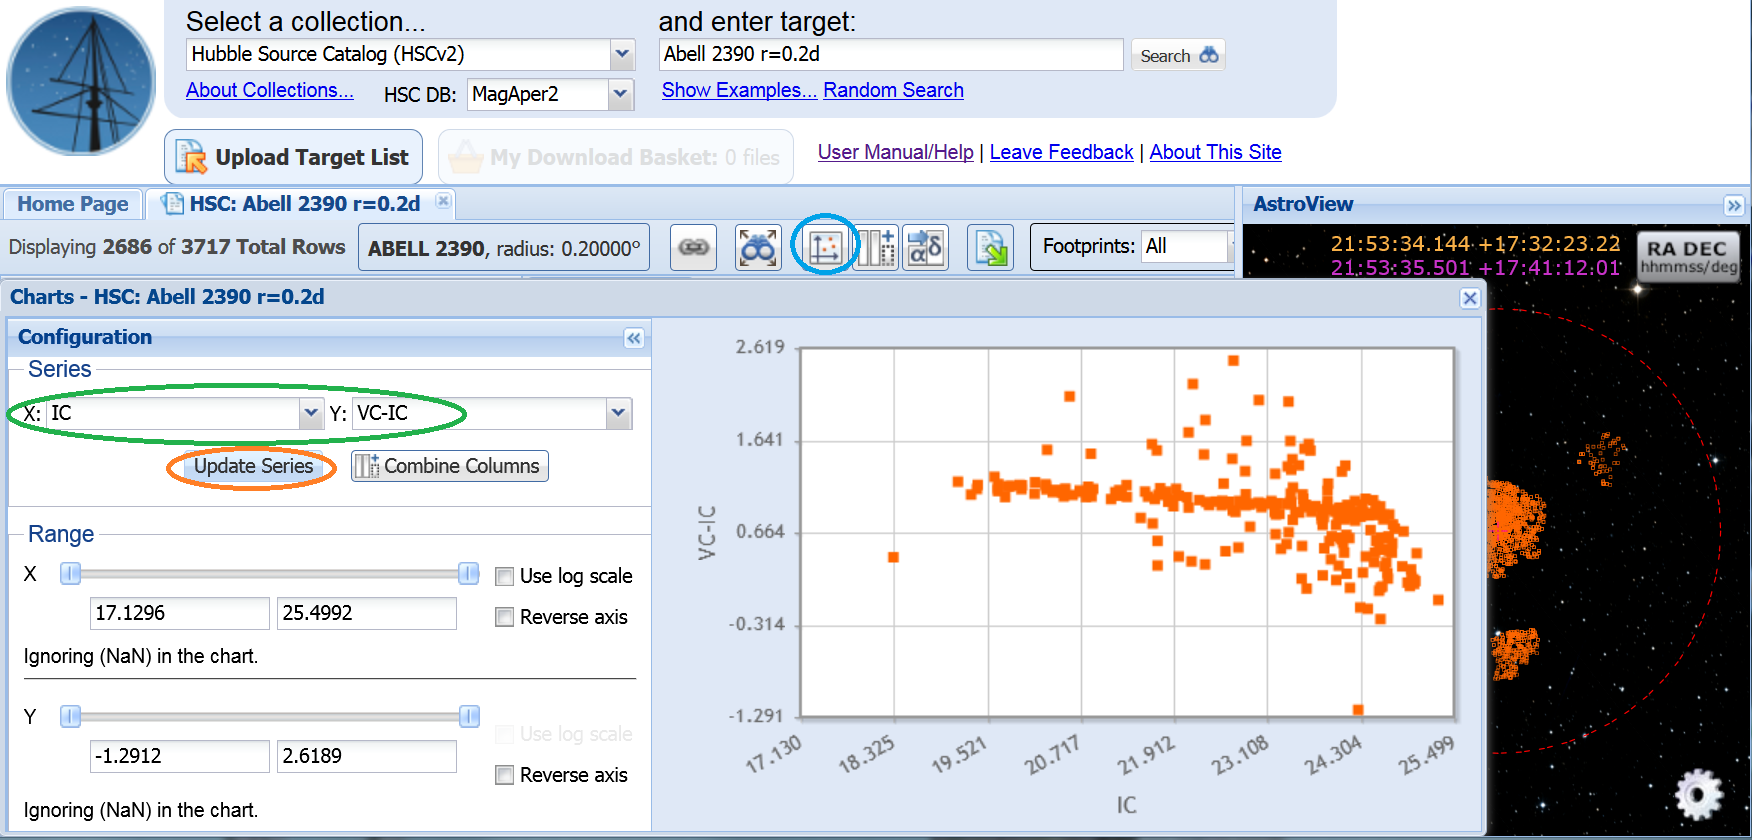 Select a collection... and enter target:
Hubble Source Catalog (HSCv2) Abell 2390 r=0.2d Search
About Collections... HSC DB: MagAper2 Show Examples... Random Search
Upload Target List My Download Basket: 0 files User Manual/Help | Leave Feedback | About This Site
Home Page HSC: Abell 2390 r=0.2d AstroView
Displaying 2686 of 3717 Total Rows ABELL 2390, radius: 0.20000° αδ Footprints: All
21:53:34.144 +17:32:23.22
21:53:35.501 +17:41:12.01
RA DEC
hhmmss/deg
Charts - HSC: Abell 2390 r=0.2d
Configuration
Series
X: IC Y: VC-IC
Update Series Combine Columns
Range
X Use log scale
17.1296 25.4992 Reverse axis
Ignoring (NaN) in the chart.
Y Use log scale
-1.2912 2.6189 Reverse axis
Ignoring (NaN) in the chart.
2.619
1.641
0.664
-0.314
-1.291
VC-IC
17.130 18.325 19.521 20.717 21.912 23.108 24.304 25.499
IC